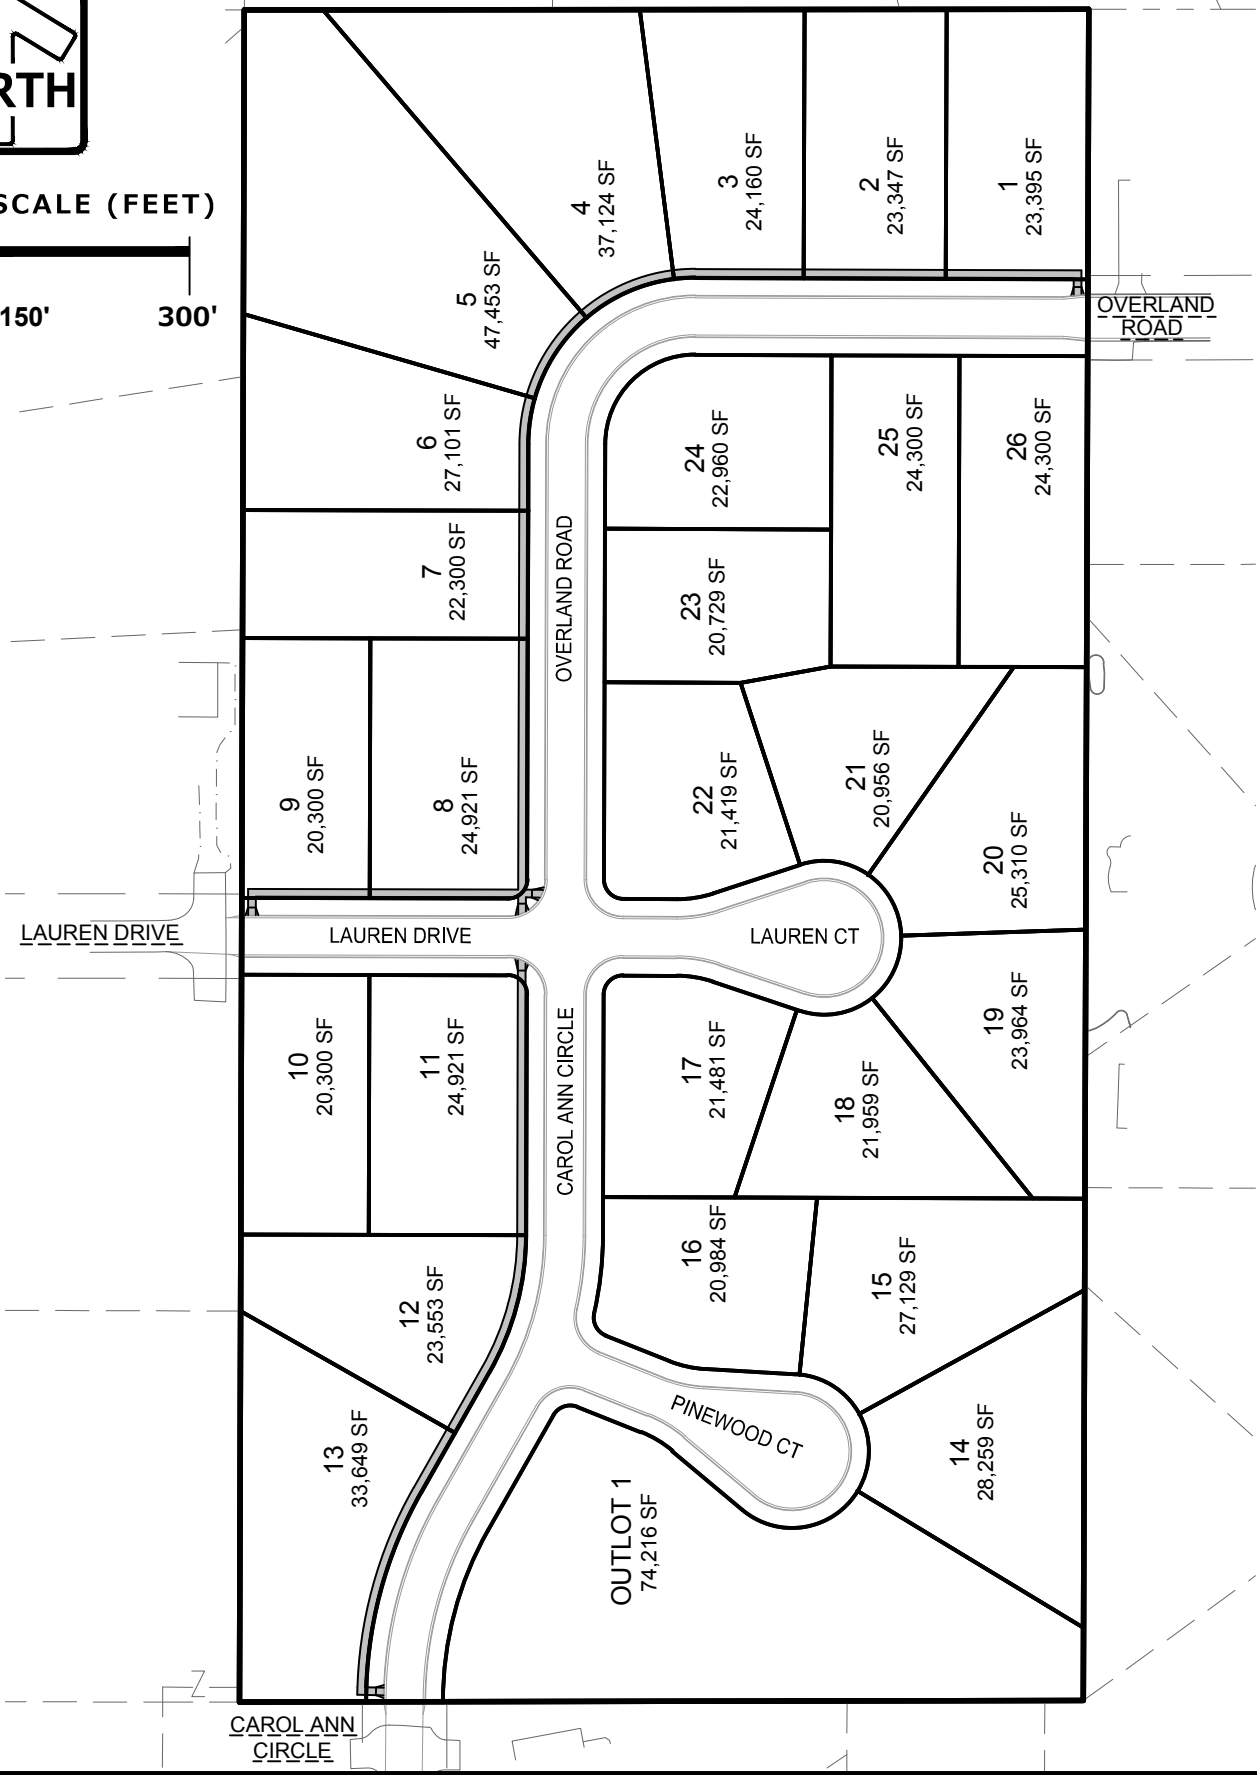 RTH
SCALE (FEET)
150'
300'
1
23,395 SF
2
23,347 SF
3
24,160 SF
4
37,124 SF
5
47,453 SF
OVERLAND
ROAD
6
27,101 SF
24
22,960 SF
25
24,300 SF
26
24,300 SF
7
22,300 SF
OVERLAND ROAD
23
20,729 SF
9
20,300 SF
8
24,921 SF
22
21,419 SF
21
20,956 SF
20
25,310 SF
LAUREN DRIVE
LAUREN DRIVE
LAUREN CT
10
20,300 SF
11
24,921 SF
CAROL ANN CIRCLE
17
21,481 SF
18
21,959 SF
19
23,964 SF
12
23,553 SF
16
20,984 SF
15
27,129 SF
13
33,649 SF
PINEWOOD CT
14
28,259 SF
OUTLOT 1
74,216 SF
CAROL ANN
CIRCLE